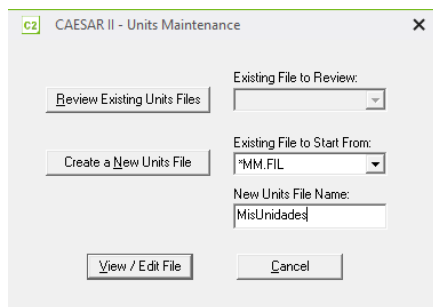 C2 CAESAR II - Units Maintenance
Existing File to Review:
Review Existing Units Files
Existing File to Start From:
Create a New Units File
*MM.FIL
New Units File Name:
MisUnidades
View / Edit File
Cancel